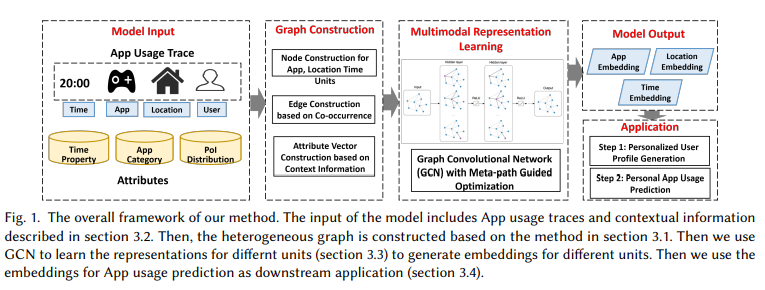 Model Input
App Usage Trace
20:00
Time
App
Location
User
Time
Property
App
Category
PoI
Distribution
Attributes
Graph Construction
Node Construction for
App, Location Time
Units
Edge Construction
based on Co-occurrence
Attribute Vector
Construction based on
Context Information
Multimodal Representation
Learning
Hidden layer
Hidden layer
Input
Output
ReLU
ReLU
Graph Convolutional Network
(GCN) with Meta-path Guided
Optimization
Model Output
App
Embedding
Location
Embedding
Time
Embedding
Application
Step 1: Personalized User
Profile Generation
Step 2: Personal App Usage
Prediction
Fig. 1. The overall framework of our method. The input of the model includes App usage traces and contextual information
described in section 3.2. Then, the heterogeneous graph is constructed based on the method in section 3.1. Then we use
GCN to learn the representations for differnt units (section 3.3) to generate embeddings for different units. Then we use the
embeddings for App usage prediction as downstream application (section 3.4).